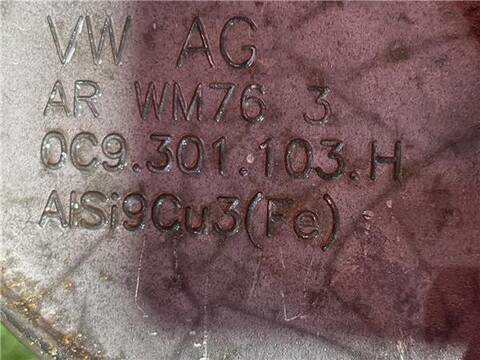 VW AG
AR WM76 3
0C9.301.103.H
AlSi9Cu3(Fe)